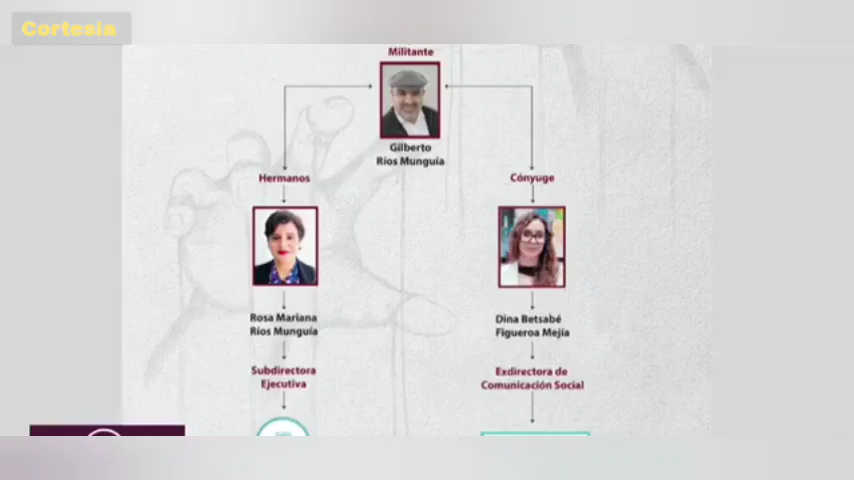 Cortesia
Militante
Gilberto
Ríos Munguía
Hermanos
Cónyuge
Rosa Mariana
Ríos Munguía
Dina Betsabé
Figueroa Mejía
Subdirectora
Ejecutiva
Exdirectora de
Comunicación Social